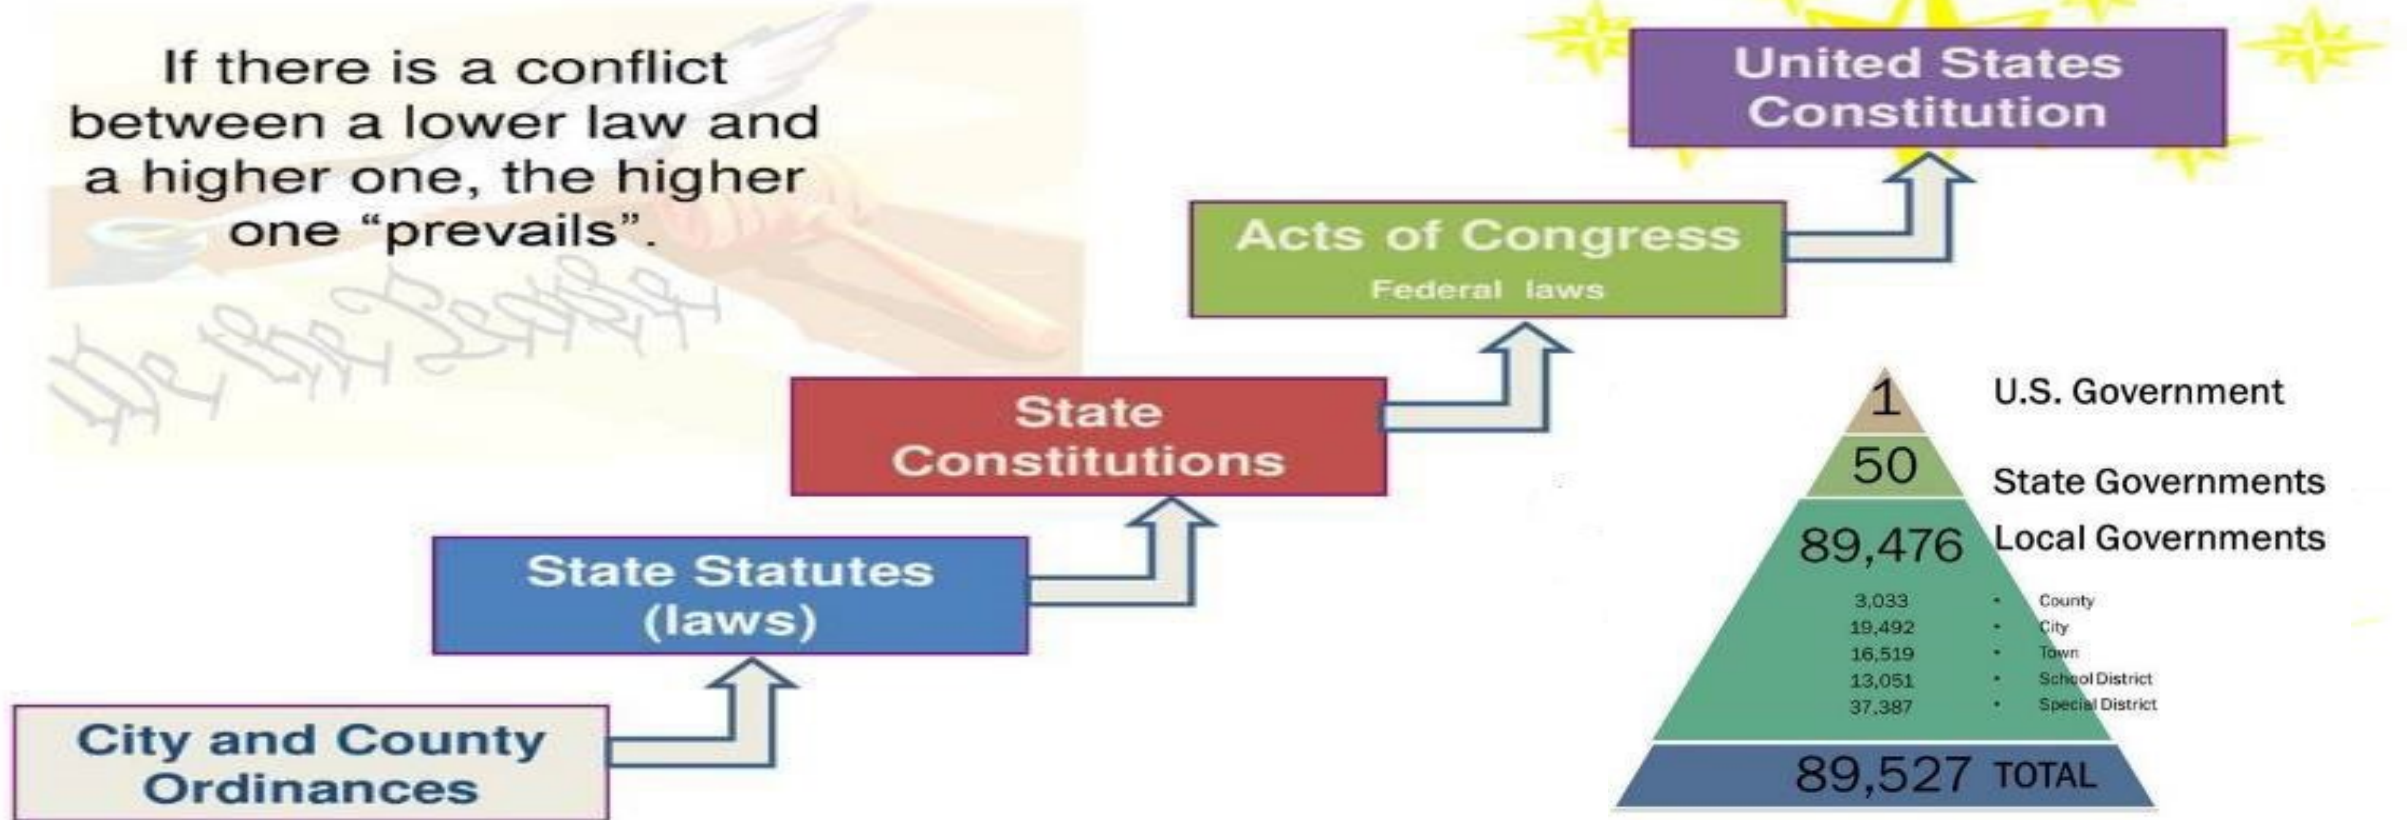 If there is a conflict
between a lower law and
a higher one, the higher
one “prevails”.
We the People
United States
Constitution
Acts of Congress
Federal laws
State
Constitutions
State Statutes
(laws)
City and County
Ordinances
1 U.S. Government
50 State Governments
89,476 Local Governments
3,033 • County
19,492 • City
16,519 • Town
13,051 • School District
37,387 • Special District
89,527 TOTAL